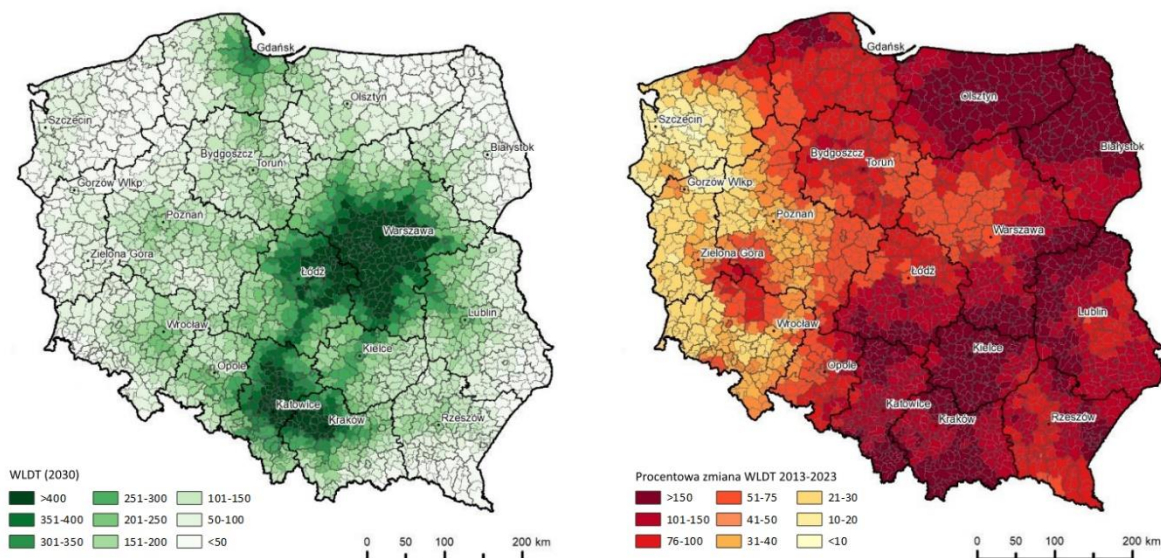 Gdańsk
Olsztyn
Szczecin
Bydgoszcz
Toruń
Białystok
Gorzów Wlkp
Poznań
Warszawa
Zielona Góra
Łódź
Wrocław
Lublin
Opole
Kielce
Katowice
Kraków
Rzeszów
WLDT (2030)
>400 251-300 101-150
351-400 201-250 50-100
301-350 151-200 <50
0 50 100 200 km
Gdańsk
Olsztyn
Szczecin
Bydgoszcz
Toruń
Białystok
Gorzów Wlkp
Poznań
Warszawa
Zielona Góra
Łódź
Wrocław
Lublin
Opole
Kielce
Katowice
Kraków
Rzeszów
Procentowa zmiana WLDT 2013-2023
>150 51-75 21-30
101-150 41-50 10-20
76-100 31-40 <10
0 50 100 200 km